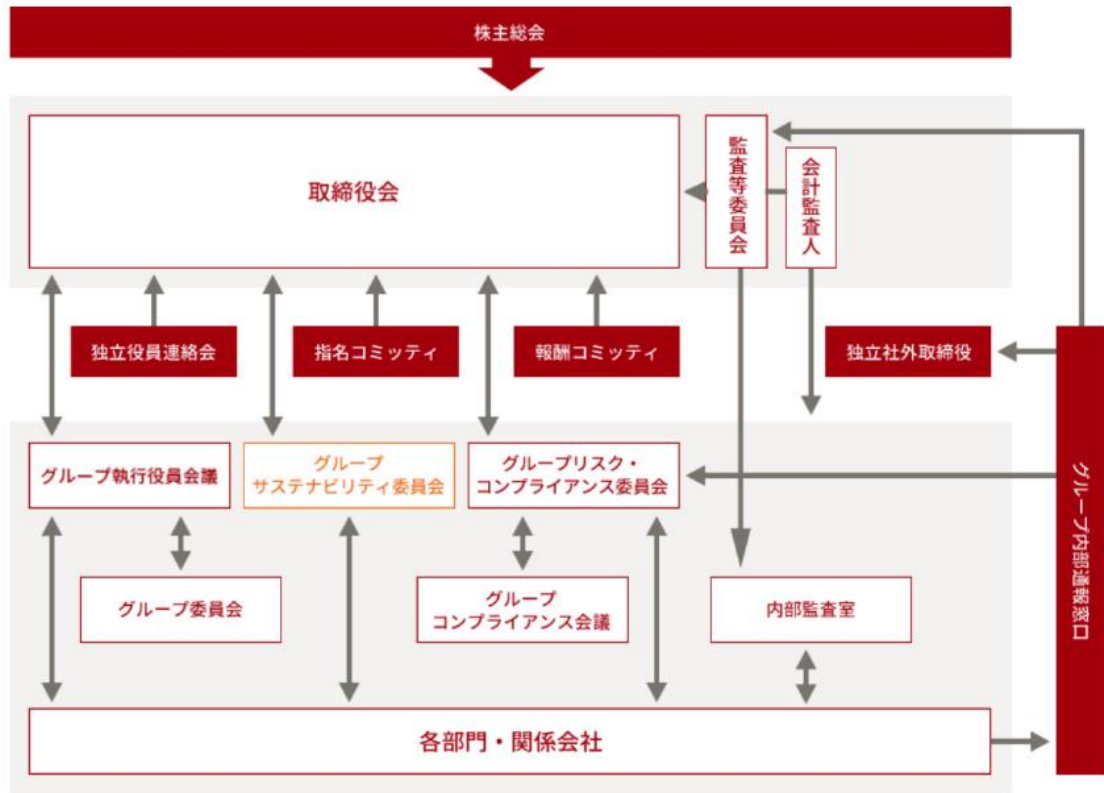 株主総会
取締役会
監査等委員会
会計監査人
独立役員連絡会
指名コミッティ
報酬コミッティ
独立社外取締役
グループ執行役員会議
グループ
サステナビリティ委員会
グループリスク・
コンプライアンス委員会
グループ内部通報窓口
グループ委員会
グループ
コンプライアンス会議
内部監査室
各部門・関係会社